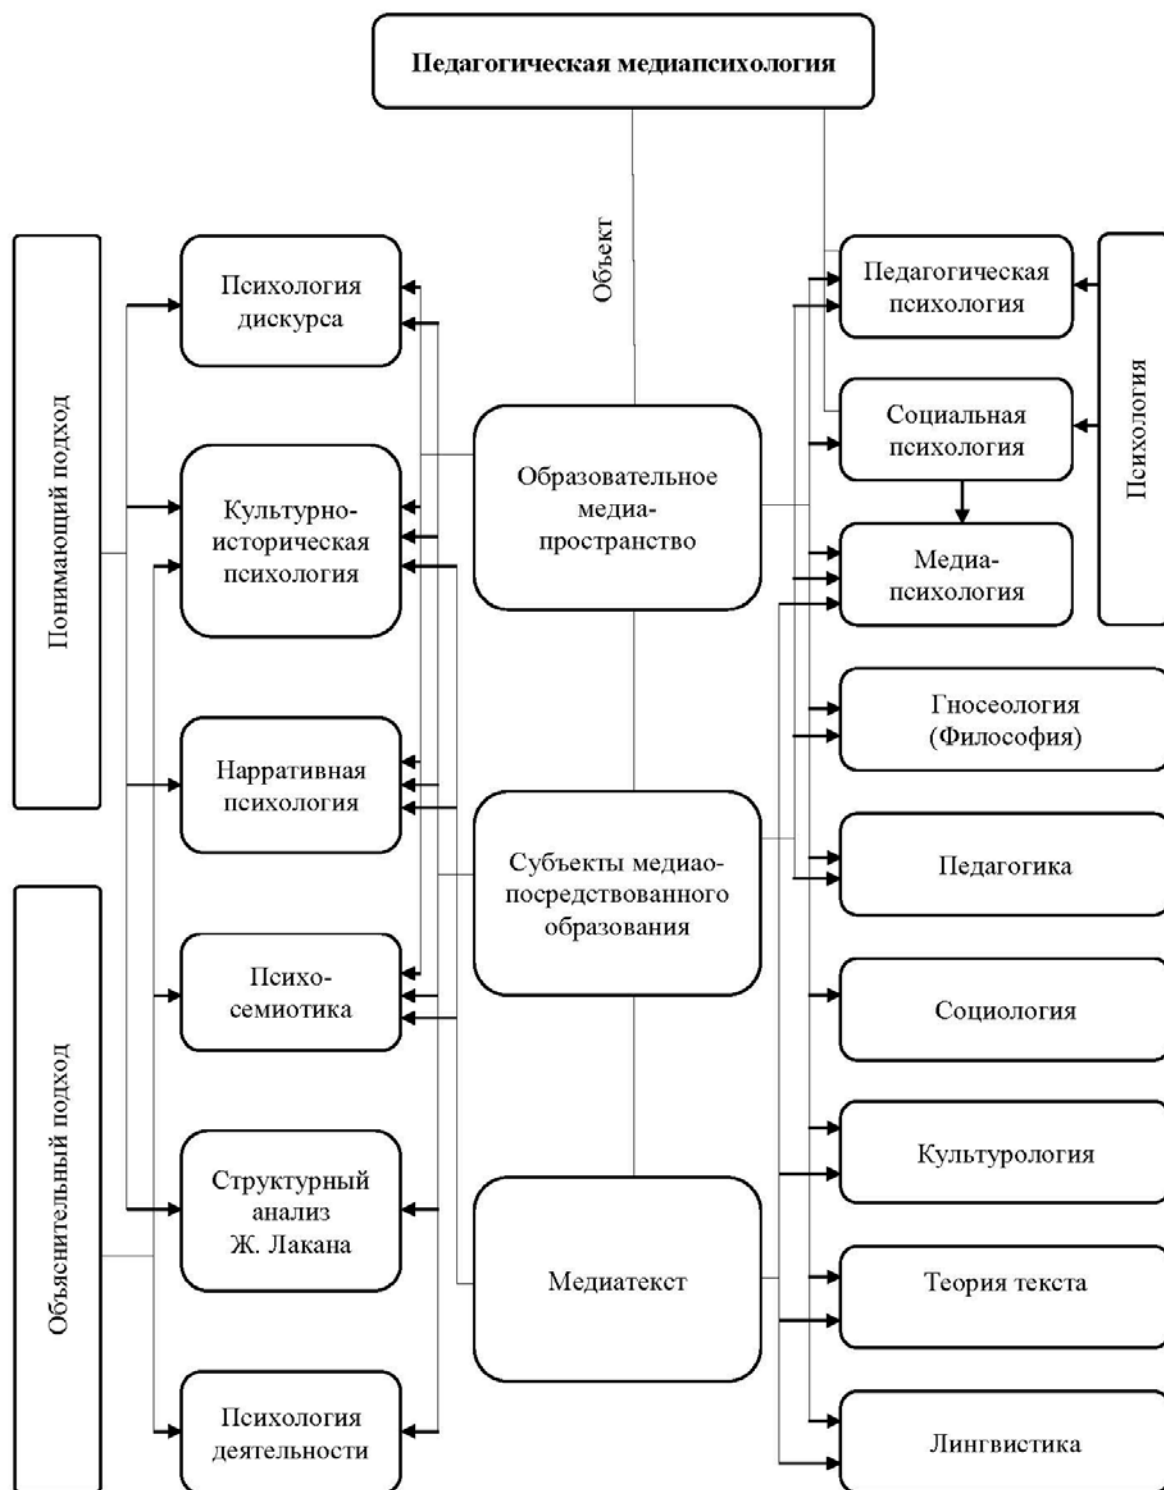 Педагогическая медиапсихология
Объект
Понимающий подход
Объяснительный подход
Психология
дискурса
Культурно-
историческая
психология
Нарративная
психология
Психо-
семиотика
Структурный
анализ
Ж. Лакана
Психология
деятельности
Образовательное
медиа-
пространство
Субъекты медиао-
посредствованного
образования
Медиатекст
Педагогическая
психология
Социальная
психология
Медиа-
психология
Гносеология
(Философия)
Педагогика
Социология
Культурология
Теория текста
Лингвистика
Психология